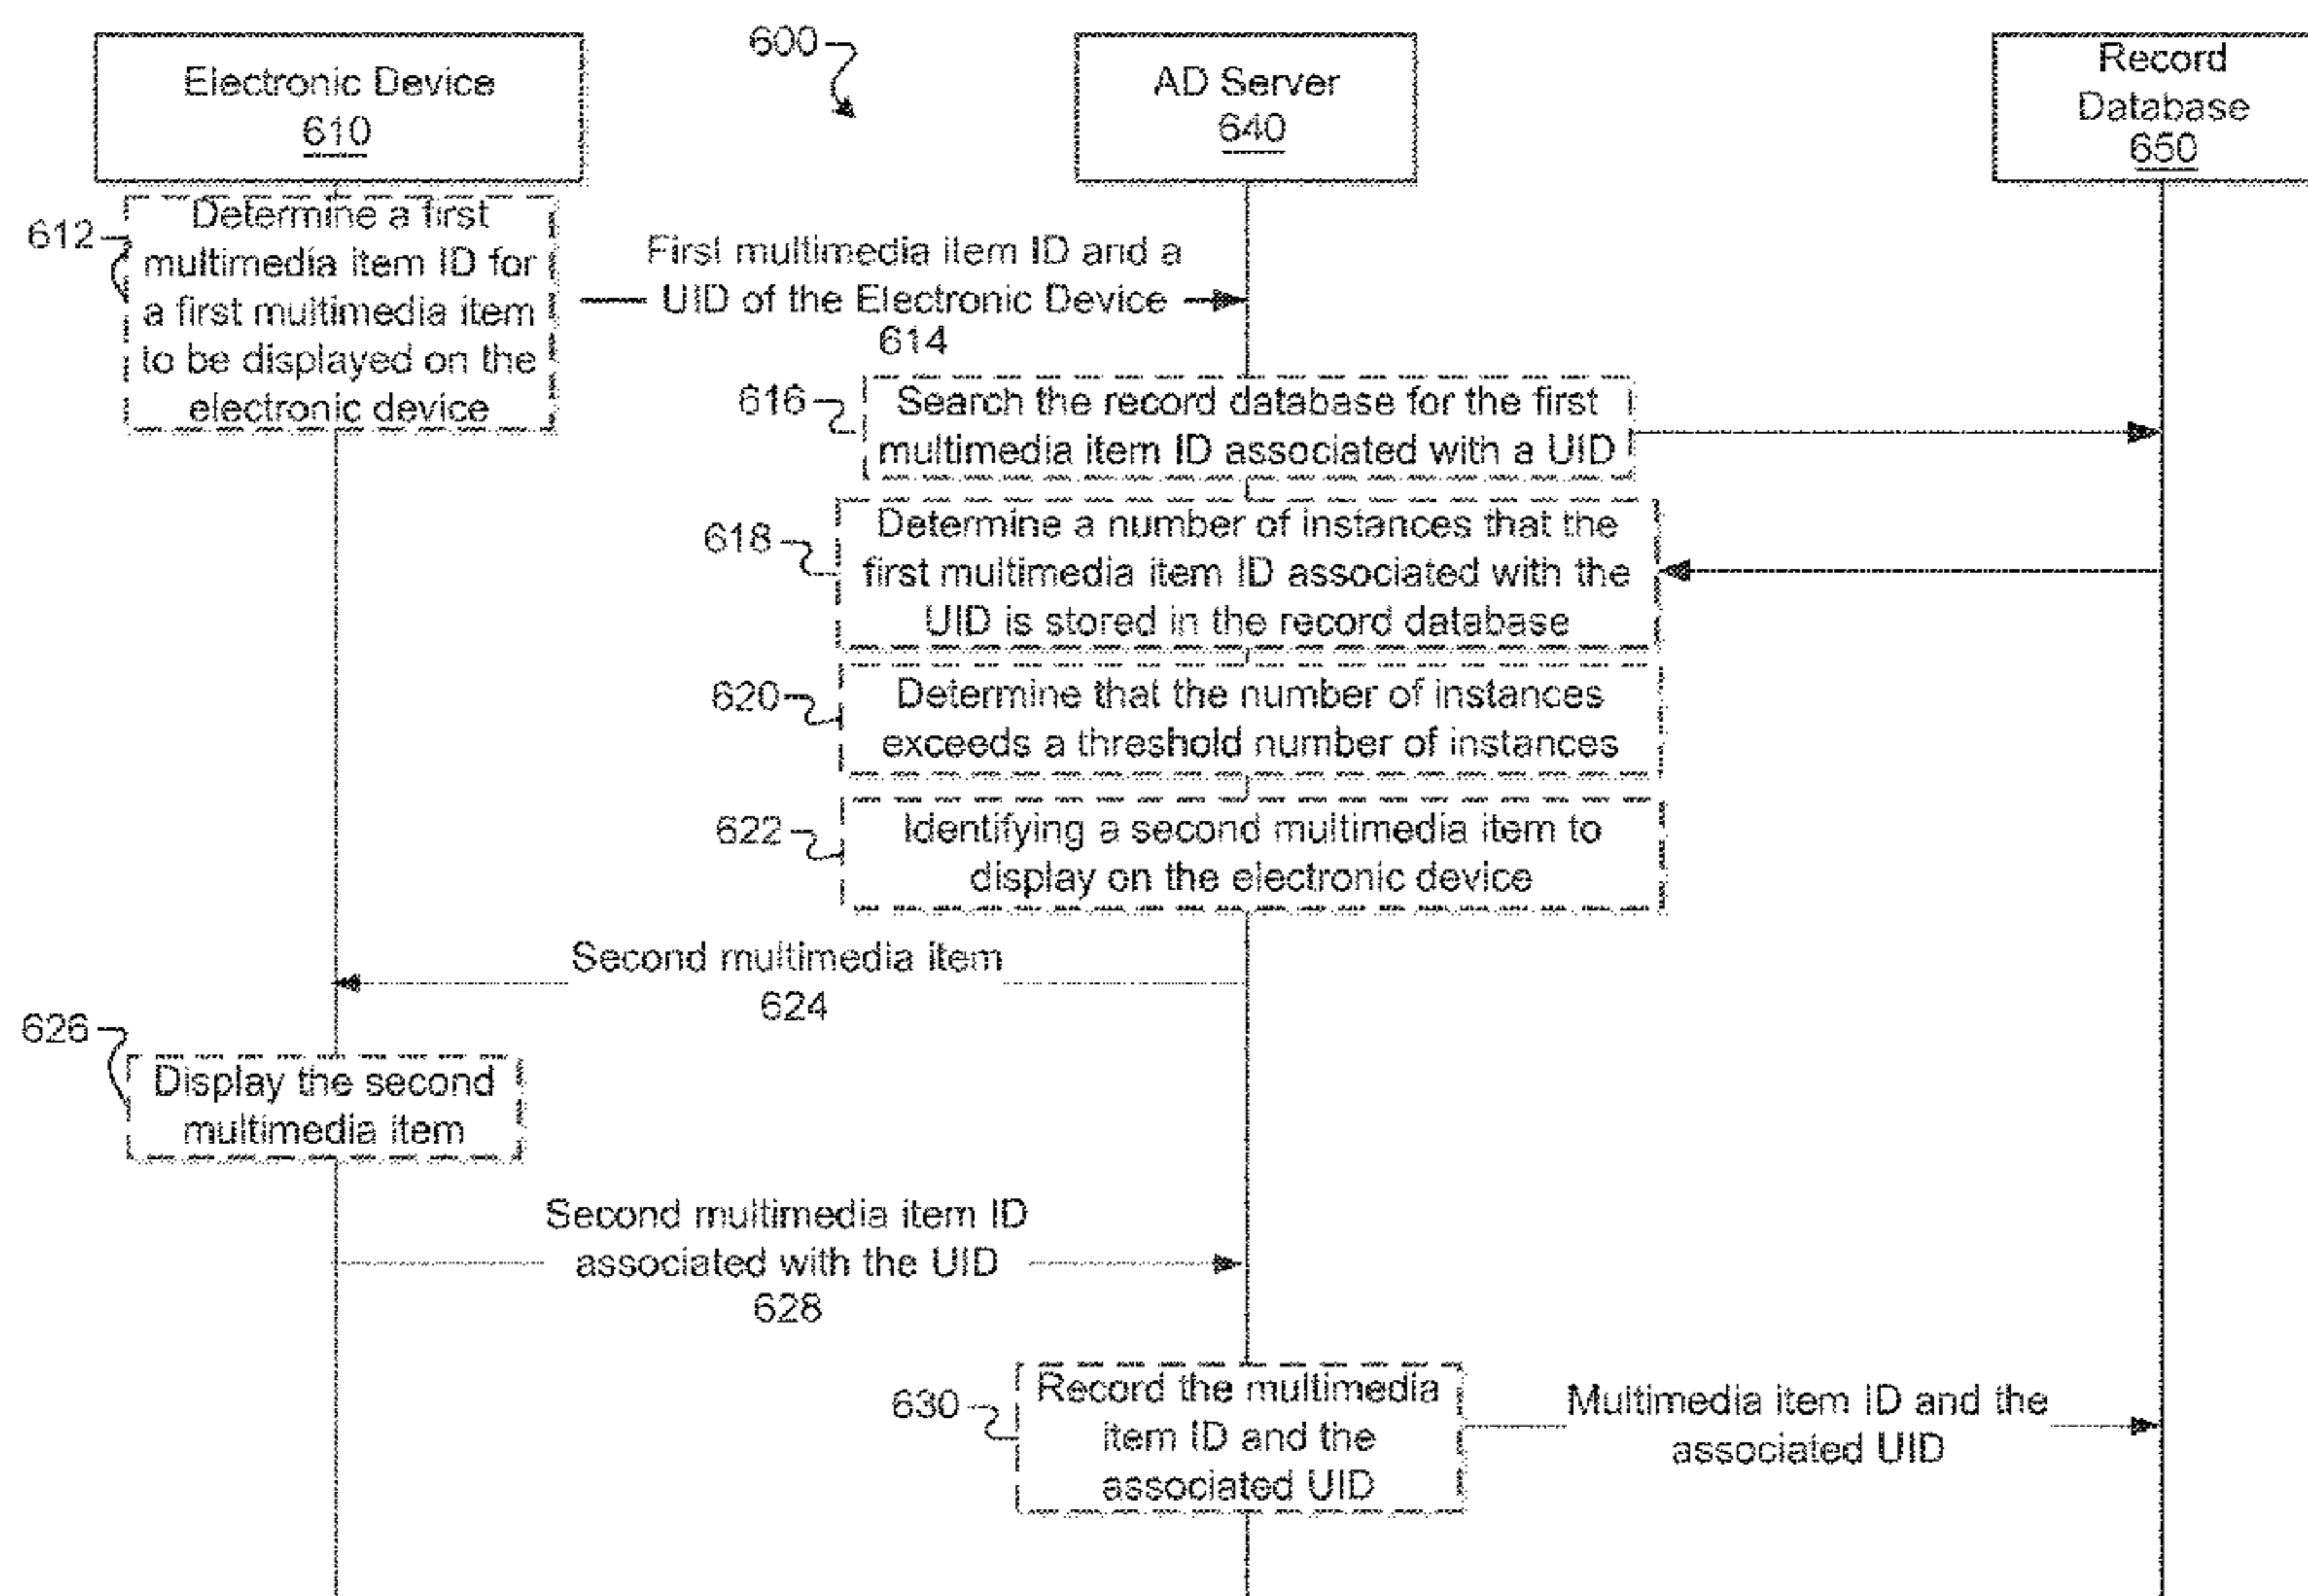 600
Electronic Device
610
AD Server
640
Record
Database
650
612
Determine a first
multimedia item ID for
a first multimedia item
to be displayed on the
electronic device
First multimedia item ID and a
UID of the Electronic Device
614
616
Search the record database for the first
multimedia item ID associated with a UID
618
Determine a number of instances that the
first multimedia item ID associated with the
UID is stored in the record database
620
Determine that the number of instances
exceeds a threshold number of instances
622
Identifying a second multimedia item to
display on the electronic device
Second multimedia item
624
626
Display the second
multimedia item
Second multimedia item ID
associated with the UID
628
630
Record the multimedia
item ID and the
associated UID
Multimedia item ID and the
associated UID